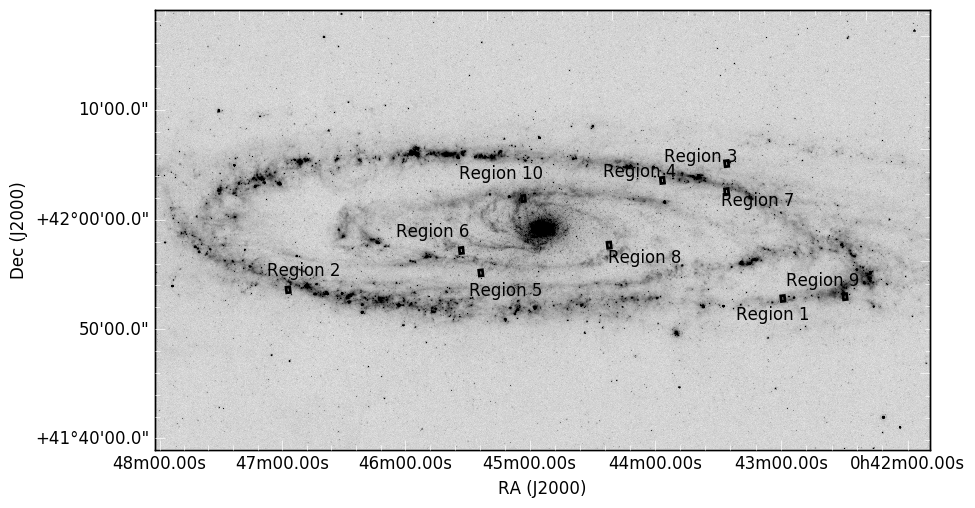 10'00.0"
Region 3
Region 10
Region 4
Region 7
+42°00'00.0"
Region 6
Region 8
Region 2
Region 9
Region 5
Region 1
50'00.0"
+41°40'00.0"
Dec (J2000)
48m00.00s 47m00.00s 46m00.00s 45m00.00s 44m00.00s 43m00.00s 0h42m00.00s
RA (J2000)